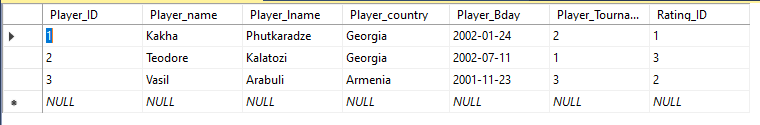 Player_ID Player_name Player_lname Player_country Player_Bday Player_Tourna... Rating_ID
1 Kakha Phutkaradze Georgia 2002-01-24 2 1
2 Teodore Kalatozi Georgia 2002-07-11 1 3
3 Vasil Arabuli Armenia 2001-11-23 3 2
NULL NULL NULL NULL NULL NULL NULL